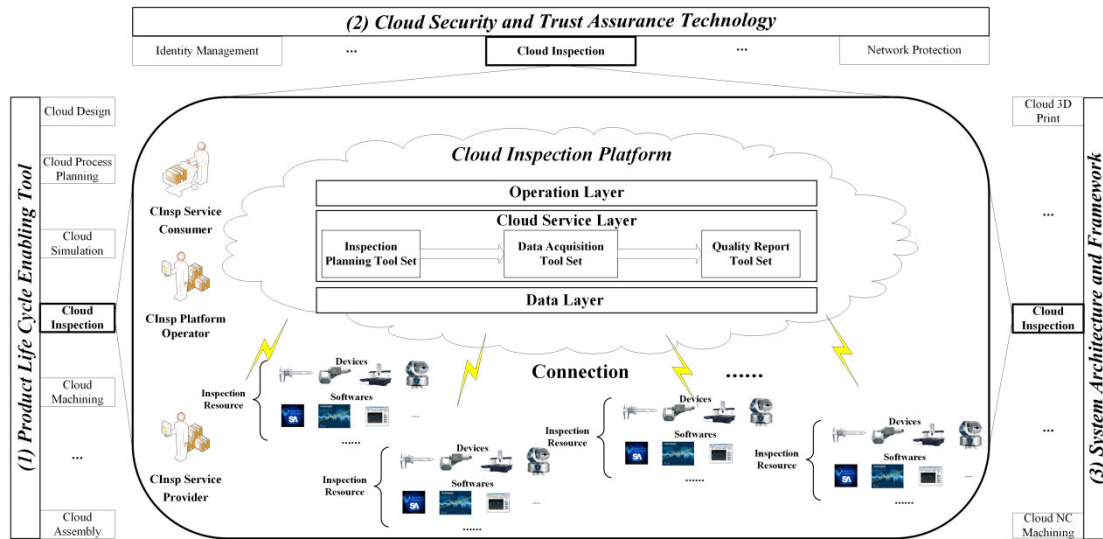 (2) Cloud Security and Trust Assurance Technology
Identity Management
...
Cloud Inspection
...
Network Protection
(1) Product Life Cycle Enabling Tool
Cloud Design
Cloud Process
Planning
Cloud
Simulation
Cloud
Inspection
Cloud
Machining
...
Cloud
Assembly
CInsp Service
Consumer
CInsp Platform
Operator
CInsp Service
Provider
Cloud Inspection Platform
Operation Layer
Cloud Service Layer
Inspection
Planning Tool Set
Data Acquisition
Tool Set
Quality Report
Tool Set
Data Layer
Connection
......
Devices
Inspection
Resource
Softwares
SA
...
......
Devices
Inspection
Resource
Softwares
SA
...
......
Devices
Inspection
Resource
Softwares
SA
...
......
Devices
Inspection
Resource
Softwares
SA
...
......
Cloud 3D
Print
...
Cloud
Inspection
...
Cloud NC
Machining
(3) System Architecture and Framework